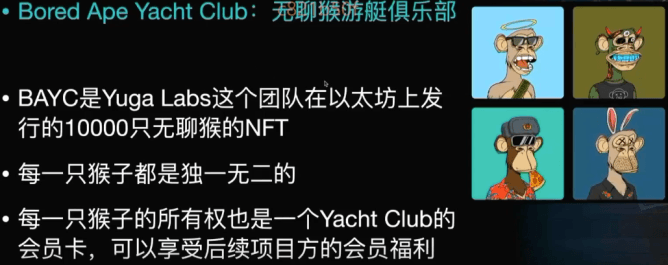 • Bored Ape Yacht Club：无聊猴游艇俱乐部
• BAYC是Yuga Labs这个团队在以太坊上发
行的10000只无聊猴的NFT
• 每一只猴子都是独一无二的
• 每一只猴子的所有权也是一个Yacht Club的
会员卡，可以享受后续项目方的会员福利